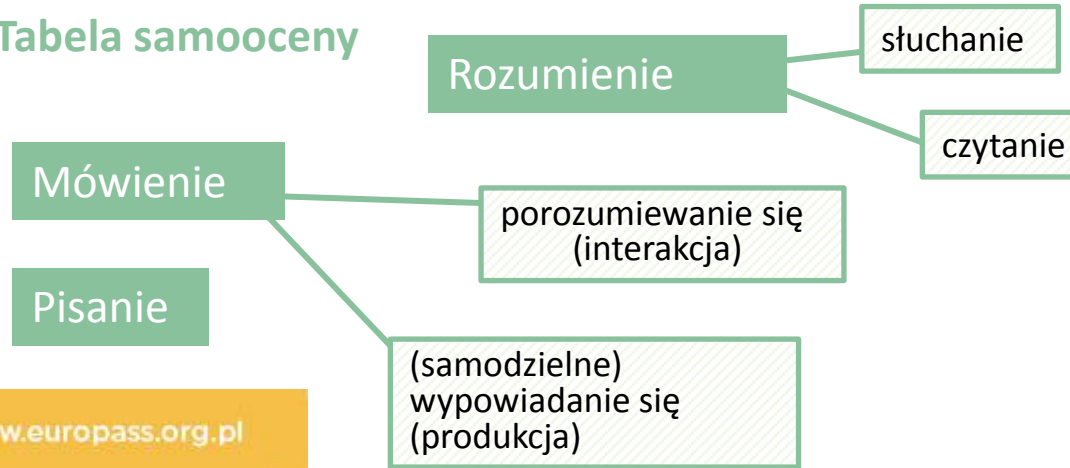 Tabela samooceny
Rozumienie
słuchanie
czytanie
Mówienie
porozumiewanie się
(interakcja)
(samodzielne)
wypowiadanie się
(produkcja)
Pisanie
w.europass.org.pl